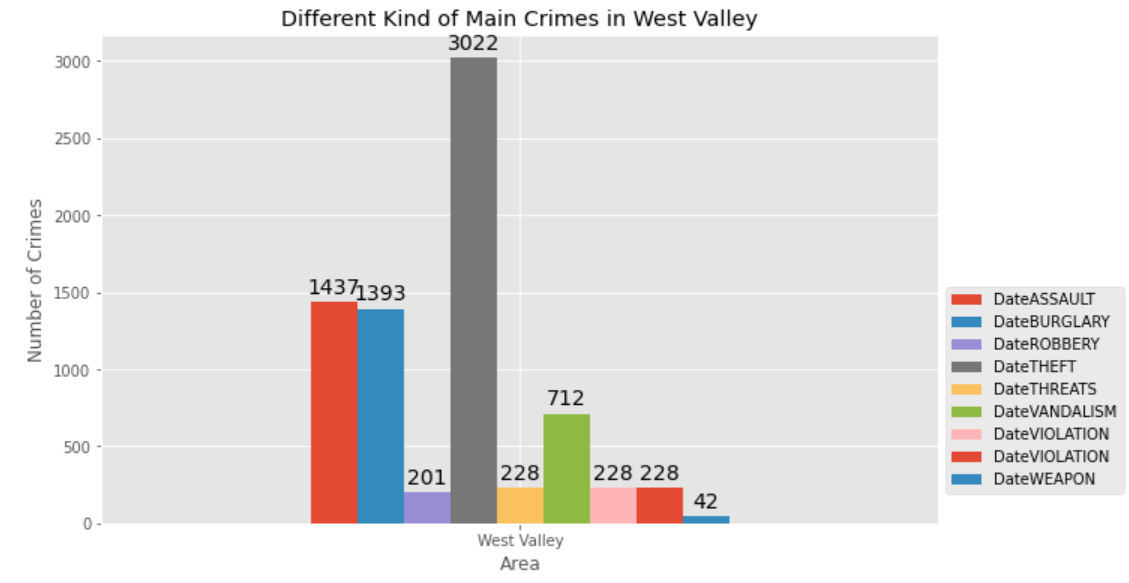 Different Kind of Main Crimes in West Valley
3022
3000
2500
2000
1500
1000
500
0
Number of Crimes
1437
1393
201
228
712
228
228
42
West Valley
Area
DateASSAULT
DateBURGLARY
DateROBBERY
DateTHEFT
DateTHREATS
DateVANDALISM
DateVIOLATION
DateVIOLATION
DateWEAPON